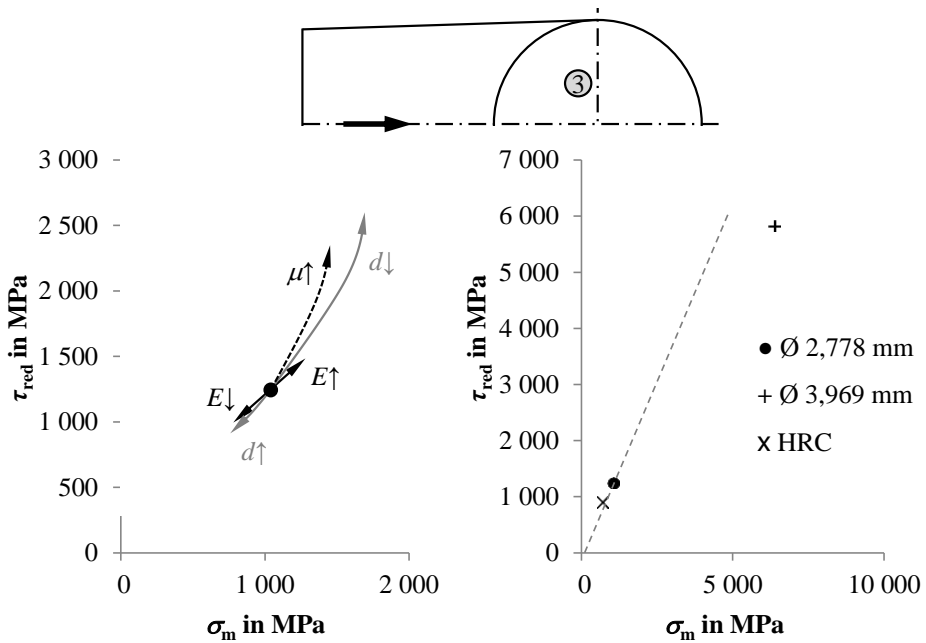 3
3 000
2 500
2 000
1 500
1 000
500
0
τred in MPa
μ↑
d↓
E↑
E↓
d↑
0
1 000
2 000
σm in MPa
7 000
6 000
5 000
4 000
3 000
2 000
1 000
0
τred in MPa
Ø 2,778 mm
Ø 3,969 mm
HRC
0
5 000
10 000
σm in MPa